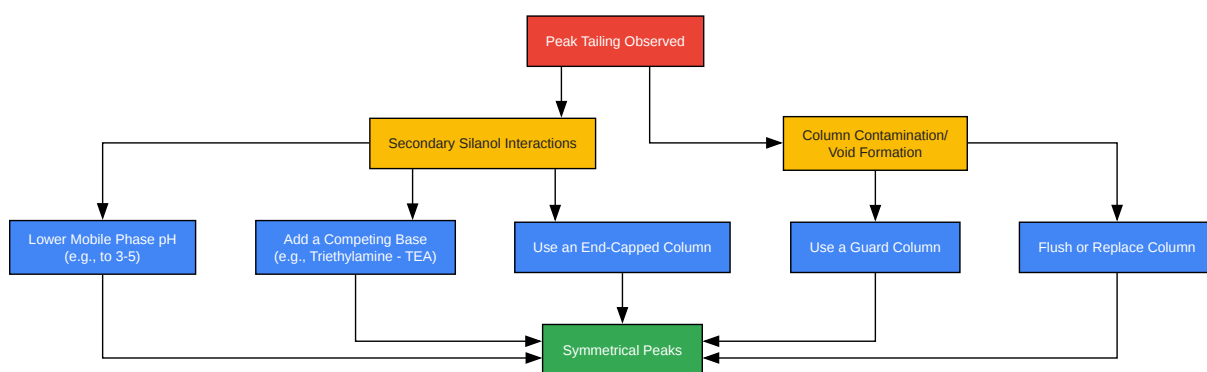 Peak Tailing Observed
Secondary Silanol Interactions
Column Contamination/
Void Formation
Lower Mobile Phase pH
(e.g., to 3-5)
Add a Competing Base
(e.g., Triethylamine - TEA)
Use an End-Capped Column
Use a Guard Column
Flush or Replace Column
Symmetrical Peaks